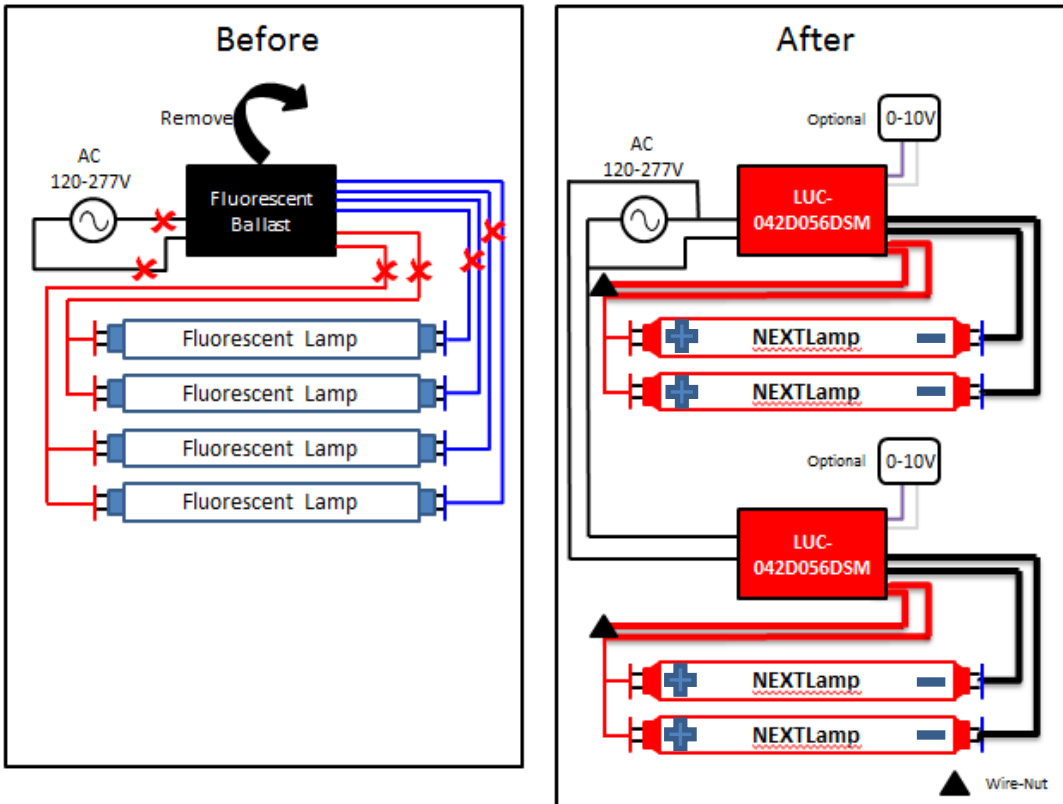 Before
Remove
AC
120-277V
Fluorescent
Ballast
Fluorescent Lamp
Fluorescent Lamp
Fluorescent Lamp
Fluorescent Lamp
After
Optional
0-10V
AC
120-277V
LUC-
042D056DSM
NEXTLamp
NEXTLamp
Optional
0-10V
LUC-
042D056DSM
NEXTLamp
NEXTLamp
Wire-Nut